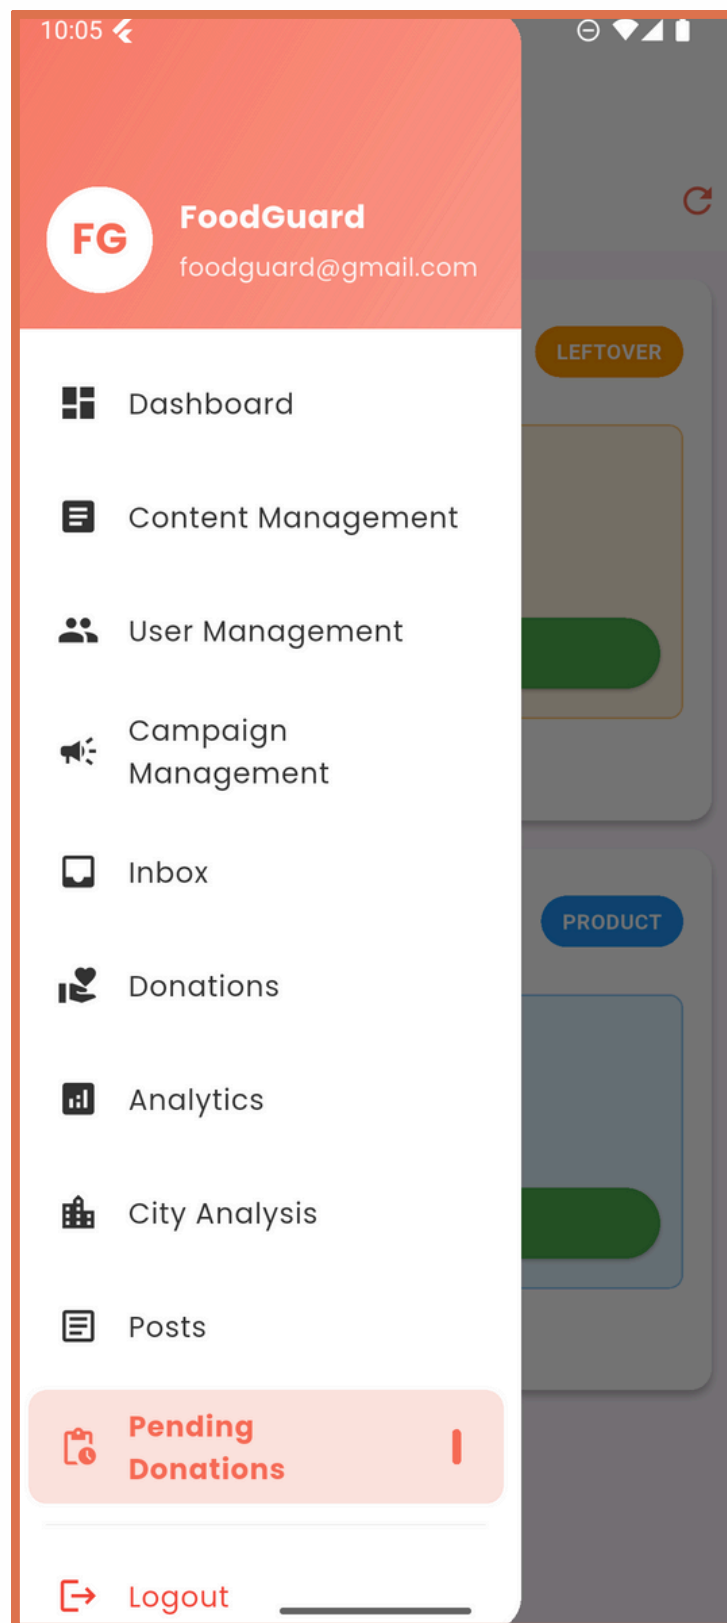 10:05
FG
FoodGuard
foodguard@gmail.com
LEFTOVER
Dashboard
Content Management
User Management
Campaign
Management
Inbox
PRODUCT
Donations
Analytics
City Analysis
Posts
Pending
Donations
Logout